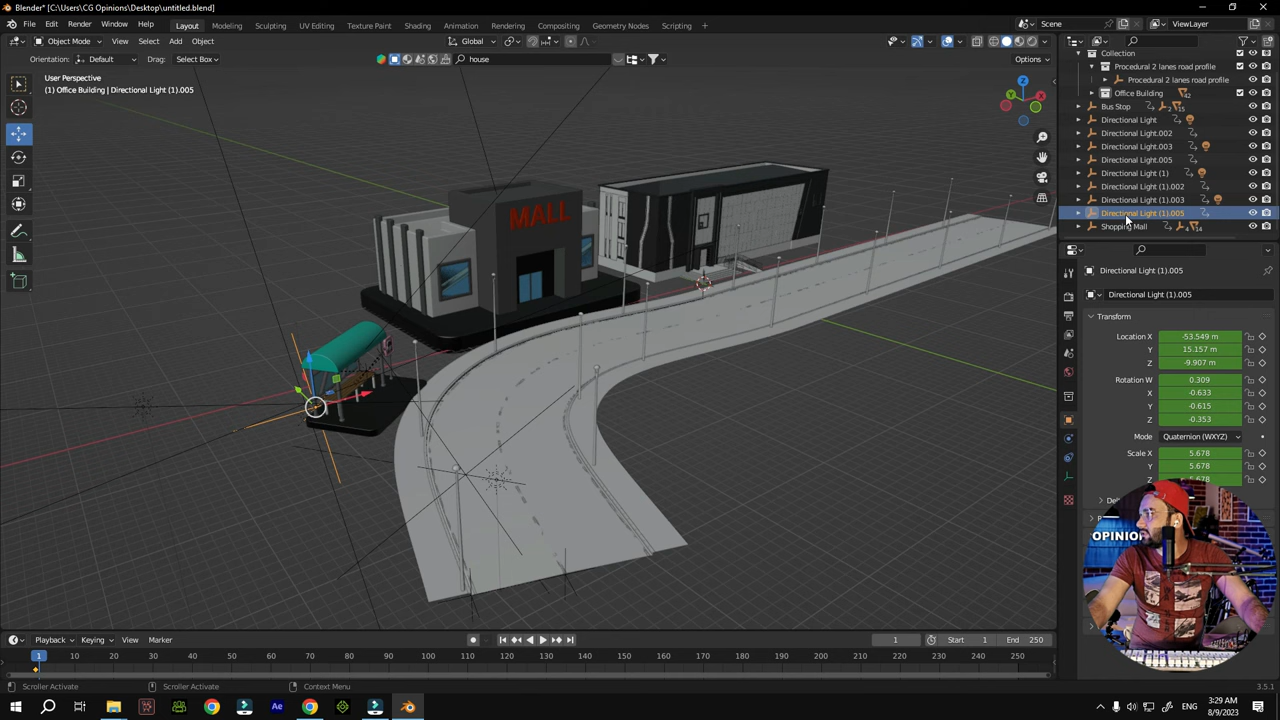 Blender* [C:\Users\CG Opinions\Desktop\untitled.blend]
File Edit Render Window Help Layout Modeling Sculpting UV Editing Texture Paint Shading Animation Rendering Compositing Geometry Nodes Scripting + Scene ViewLayer
Object Mode View Select Add Object Global
Orientation: Default Drag: Select Box house Options
User Perspective
(1) Office Building | Directional Light (1).005
MALL
X
Y
Z
Collection
Procedural 2 lanes road profile
Procedural 2 lanes road profile
Office Building 42
Bus Stop 2 15
Directional Light
Directional Light.002
Directional Light.003
Directional Light.005
Directional Light (1)
Directional Light (1).002
Directional Light (1).003
Directional Light (1).005
Shopping Mall 4 14
Directional Light (1).005
Directional Light (1).005
Transform
Location X -53.549 m
Y 15.157 m
Z -9.907 m
Rotation W 0.309
X -0.633
Y -0.615
Z -0.353
Mode Quaternion (WXYZ)
Scale X 5.678
Y 5.678
Z 5.678
OPINION
Playback Keying View Marker 1 Start 1 End 250
1 10 20 30 40 50 60 70 80 90 100 110 120 130 140 150 160 170 180 190 200 210 220 230 240 250
Scroller Activate Scroller Activate Context Menu 3.5.1
Ae ENG 3:29 AM
8/9/2023